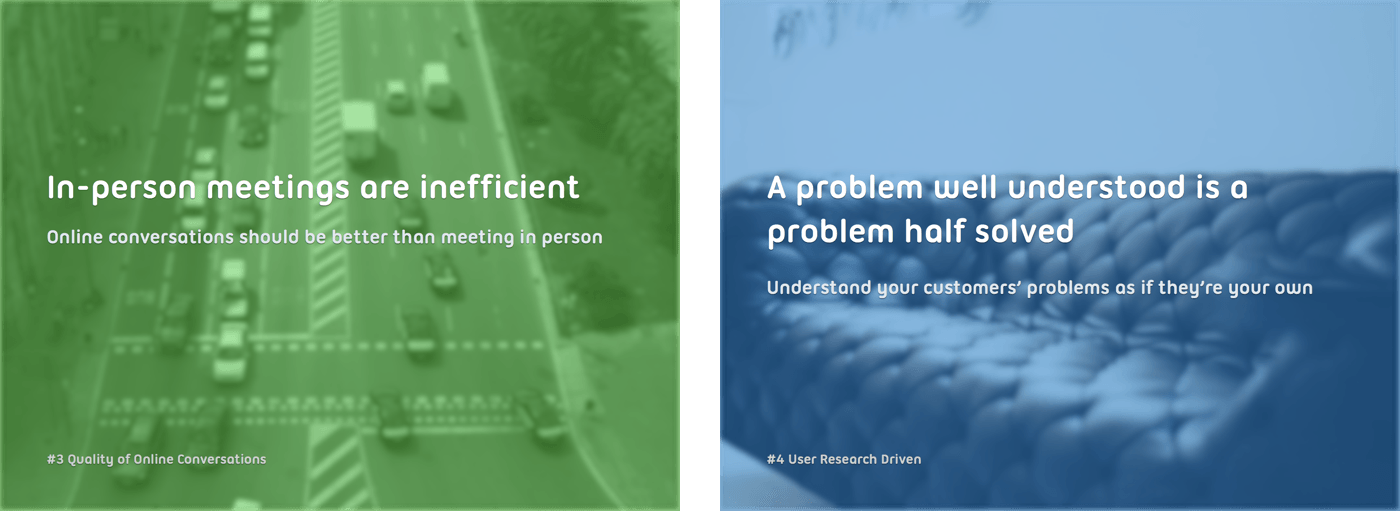 In-person meetings are inefficient
Online conversations should be better than meeting in person
#3 Quality of Online Conversations
A problem well understood is a
problem half solved
Understand your customers’ problems as if they’re your own
#4 User Research Driven